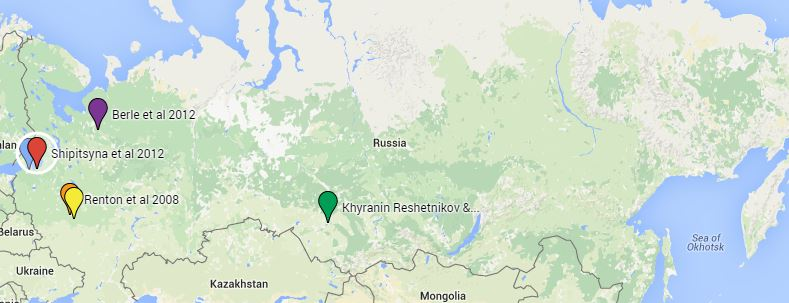 Berle et al 2012
Russia
Shipitsyna et al 2012
Renton et al 2008
Khyranin Reshetnikov &...
Belarus
Sea of
Okhotsk
Ukraine
Kazakhstan
Mongolia